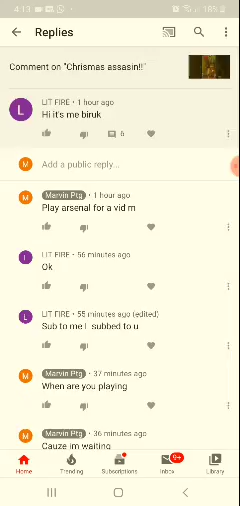 4:13
18%
Replies
Comment on "Chrismas assasin!!"
L
LIT FIRE • 1 hour ago
Hi it's me biruk
6
M
Add a public reply...
M
Marvin Ptg • 1 hour ago
Play arsenal for a vid m
L
LIT FIRE • 56 minutes ago
Ok
L
LIT FIRE • 55 minutes ago (edited)
Sub to me I subbed to u
M
Marvin Ptg • 37 minutes ago
When are you playing
M
Marvin Ptg • 36 minutes ago
Cauze im waiting
9+
Home Trending Subscriptions Inbox Library